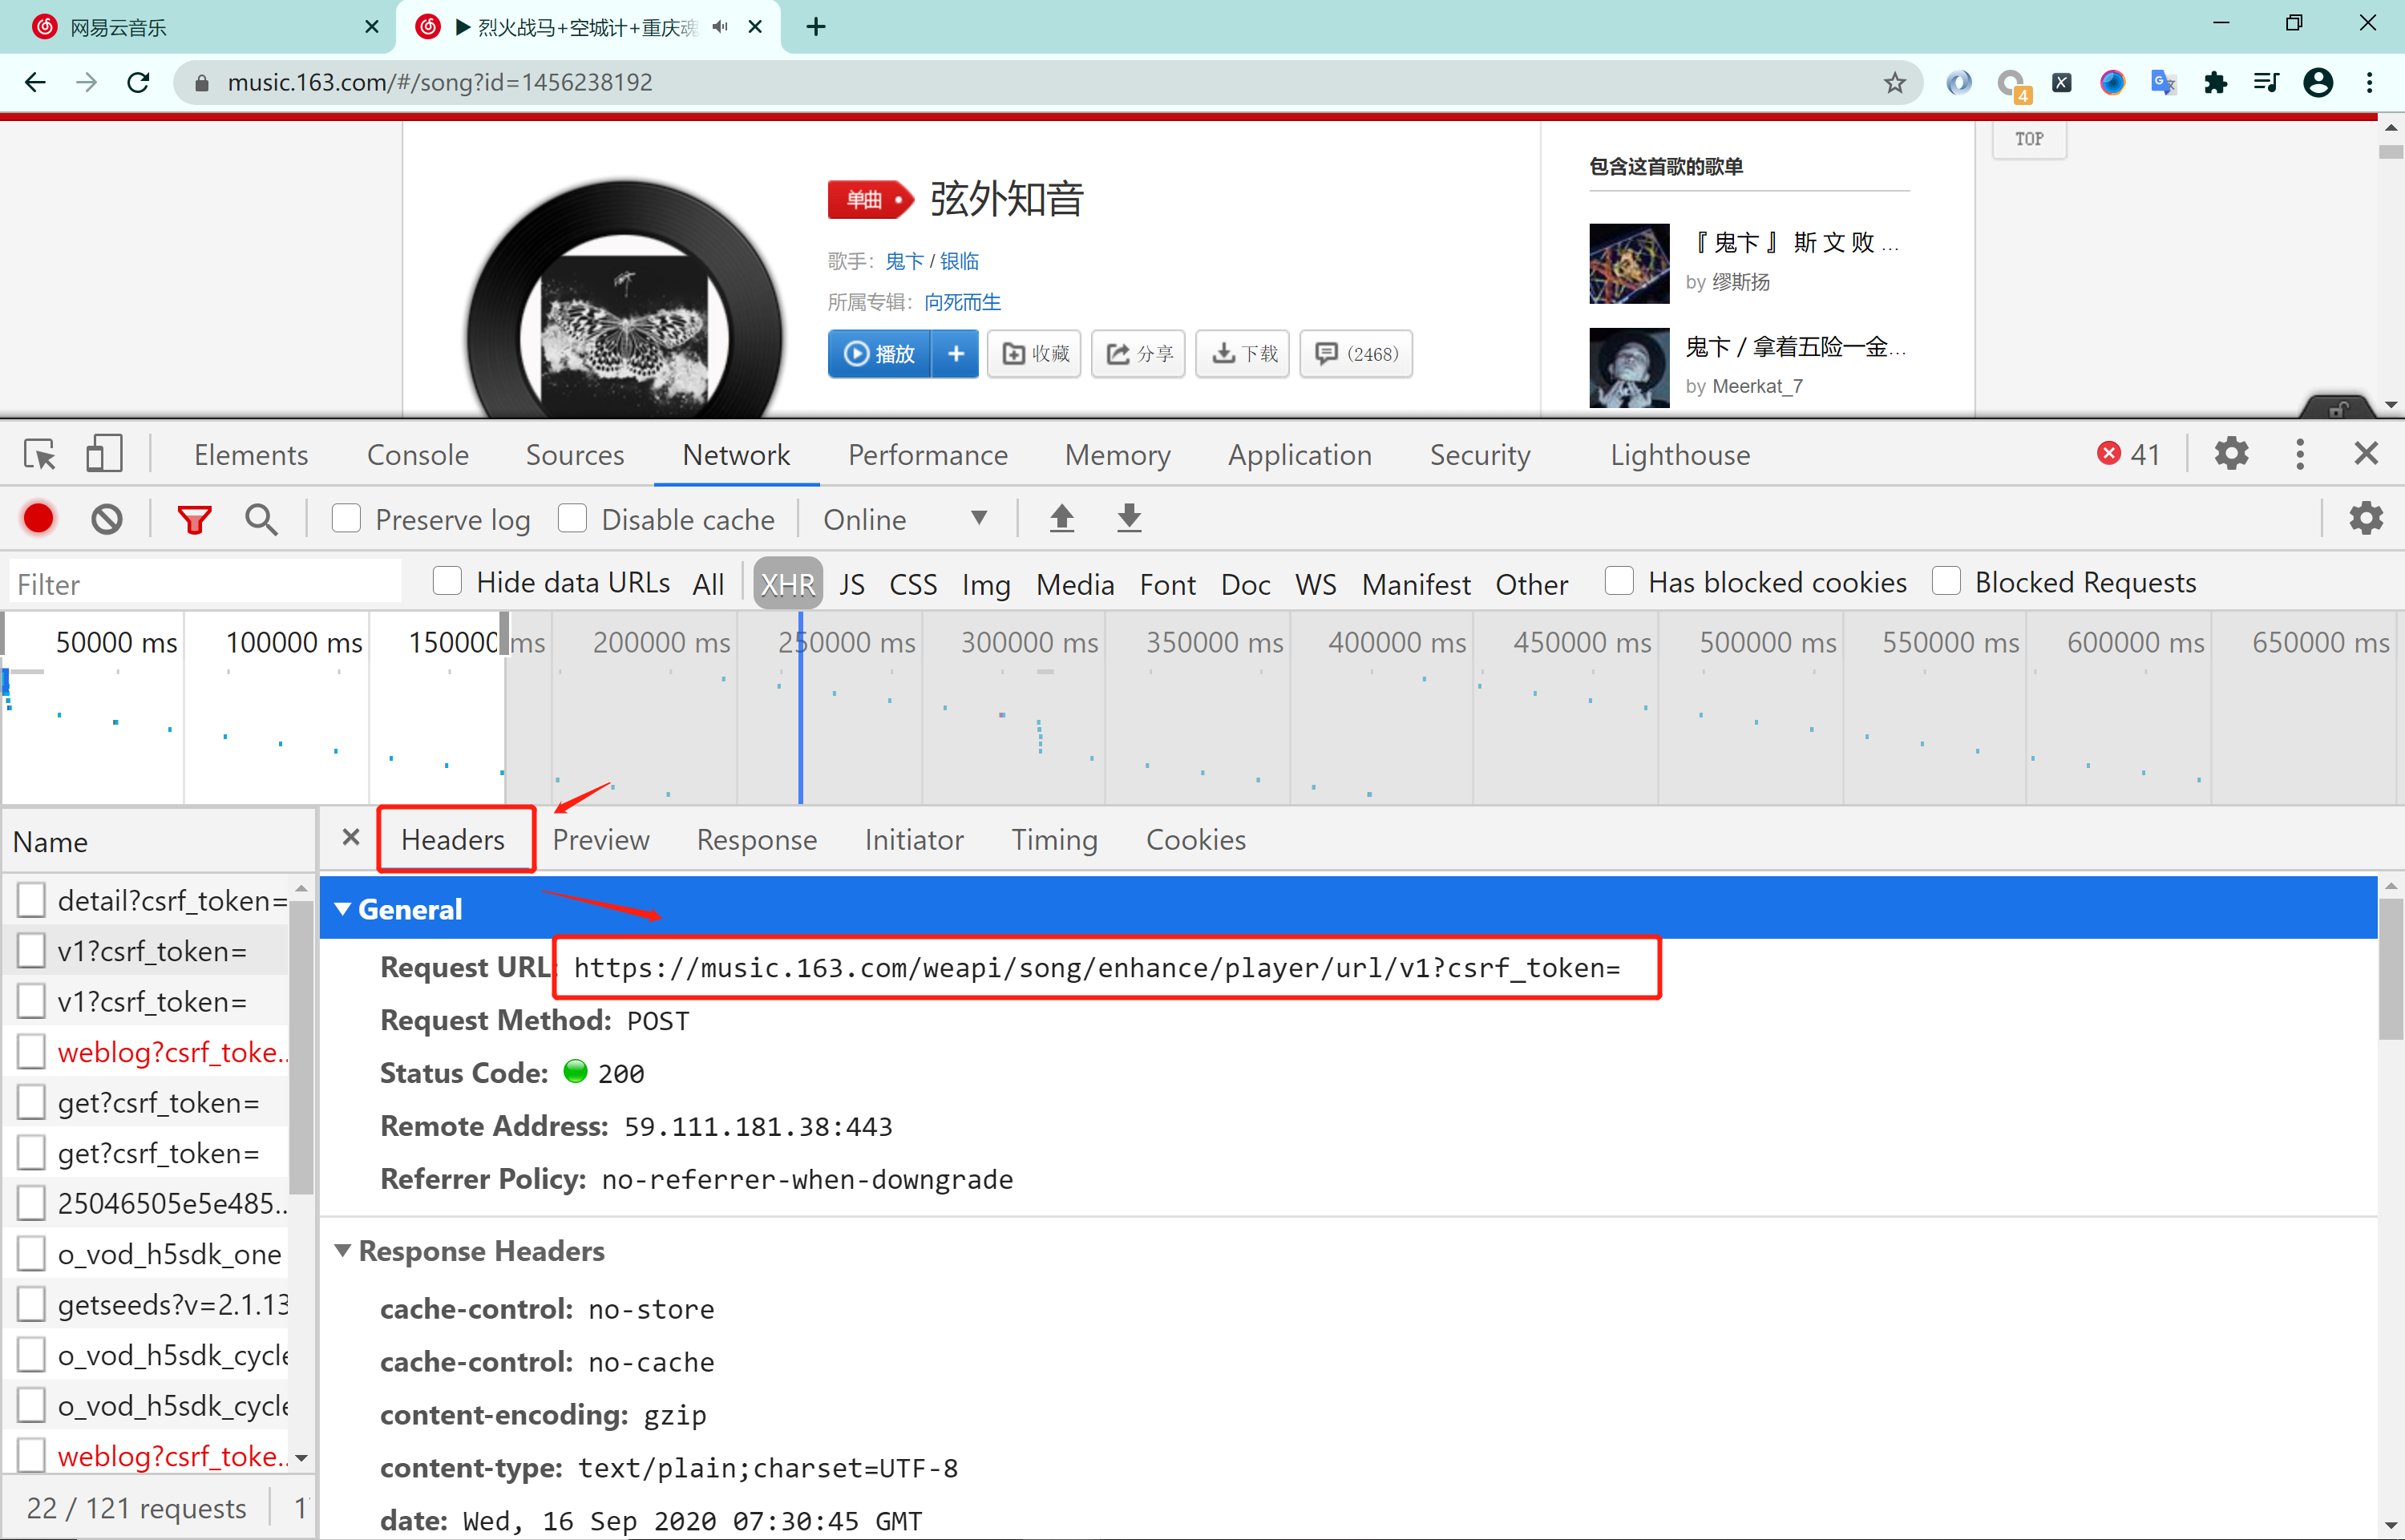 网易云音乐
▶ 烈火战马+空城计+重庆魂
music.163.com/#/song?id=1456238192
4
TOP
单曲
弦外知音
歌手：鬼卞 / 银临
所属专辑：向死而生
播放
+
收藏
分享
下载
(2468)
包含这首歌的歌单
『 鬼卞 』 斯 文 败 ...
by 缪斯扬
鬼卞 / 拿着五险一金...
by Meerkat_7
Elements Console Sources Network Performance Memory Application Security Lighthouse 41
Preserve log Disable cache Online
Filter Hide data URLs All XHR JS CSS Img Media Font Doc WS Manifest Other Has blocked cookies Blocked Requests
50000 ms 100000 ms 150000 ms 200000 ms 250000 ms 300000 ms 350000 ms 400000 ms 450000 ms 500000 ms 550000 ms 600000 ms 650000 ms
Name
detail?csrf_token=
v1?csrf_token=
v1?csrf_token=
weblog?csrf_toke..
get?csrf_token=
get?csrf_token=
25046505e5e485..
o_vod_h5sdk_one
getseeds?v=2.1.13
o_vod_h5sdk_cycle
o_vod_h5sdk_cycle
weblog?csrf_toke..
22 / 121 requests
Headers Preview Response Initiator Timing Cookies
General
Request URL: https://music.163.com/weapi/song/enhance/player/url/v1?csrf_token=
Request Method: POST
Status Code: 200
Remote Address: 59.111.181.38:443
Referrer Policy: no-referrer-when-downgrade
Response Headers
cache-control: no-store
cache-control: no-cache
content-encoding: gzip
content-type: text/plain;charset=UTF-8
date: Wed, 16 Sep 2020 07:30:45 GMT